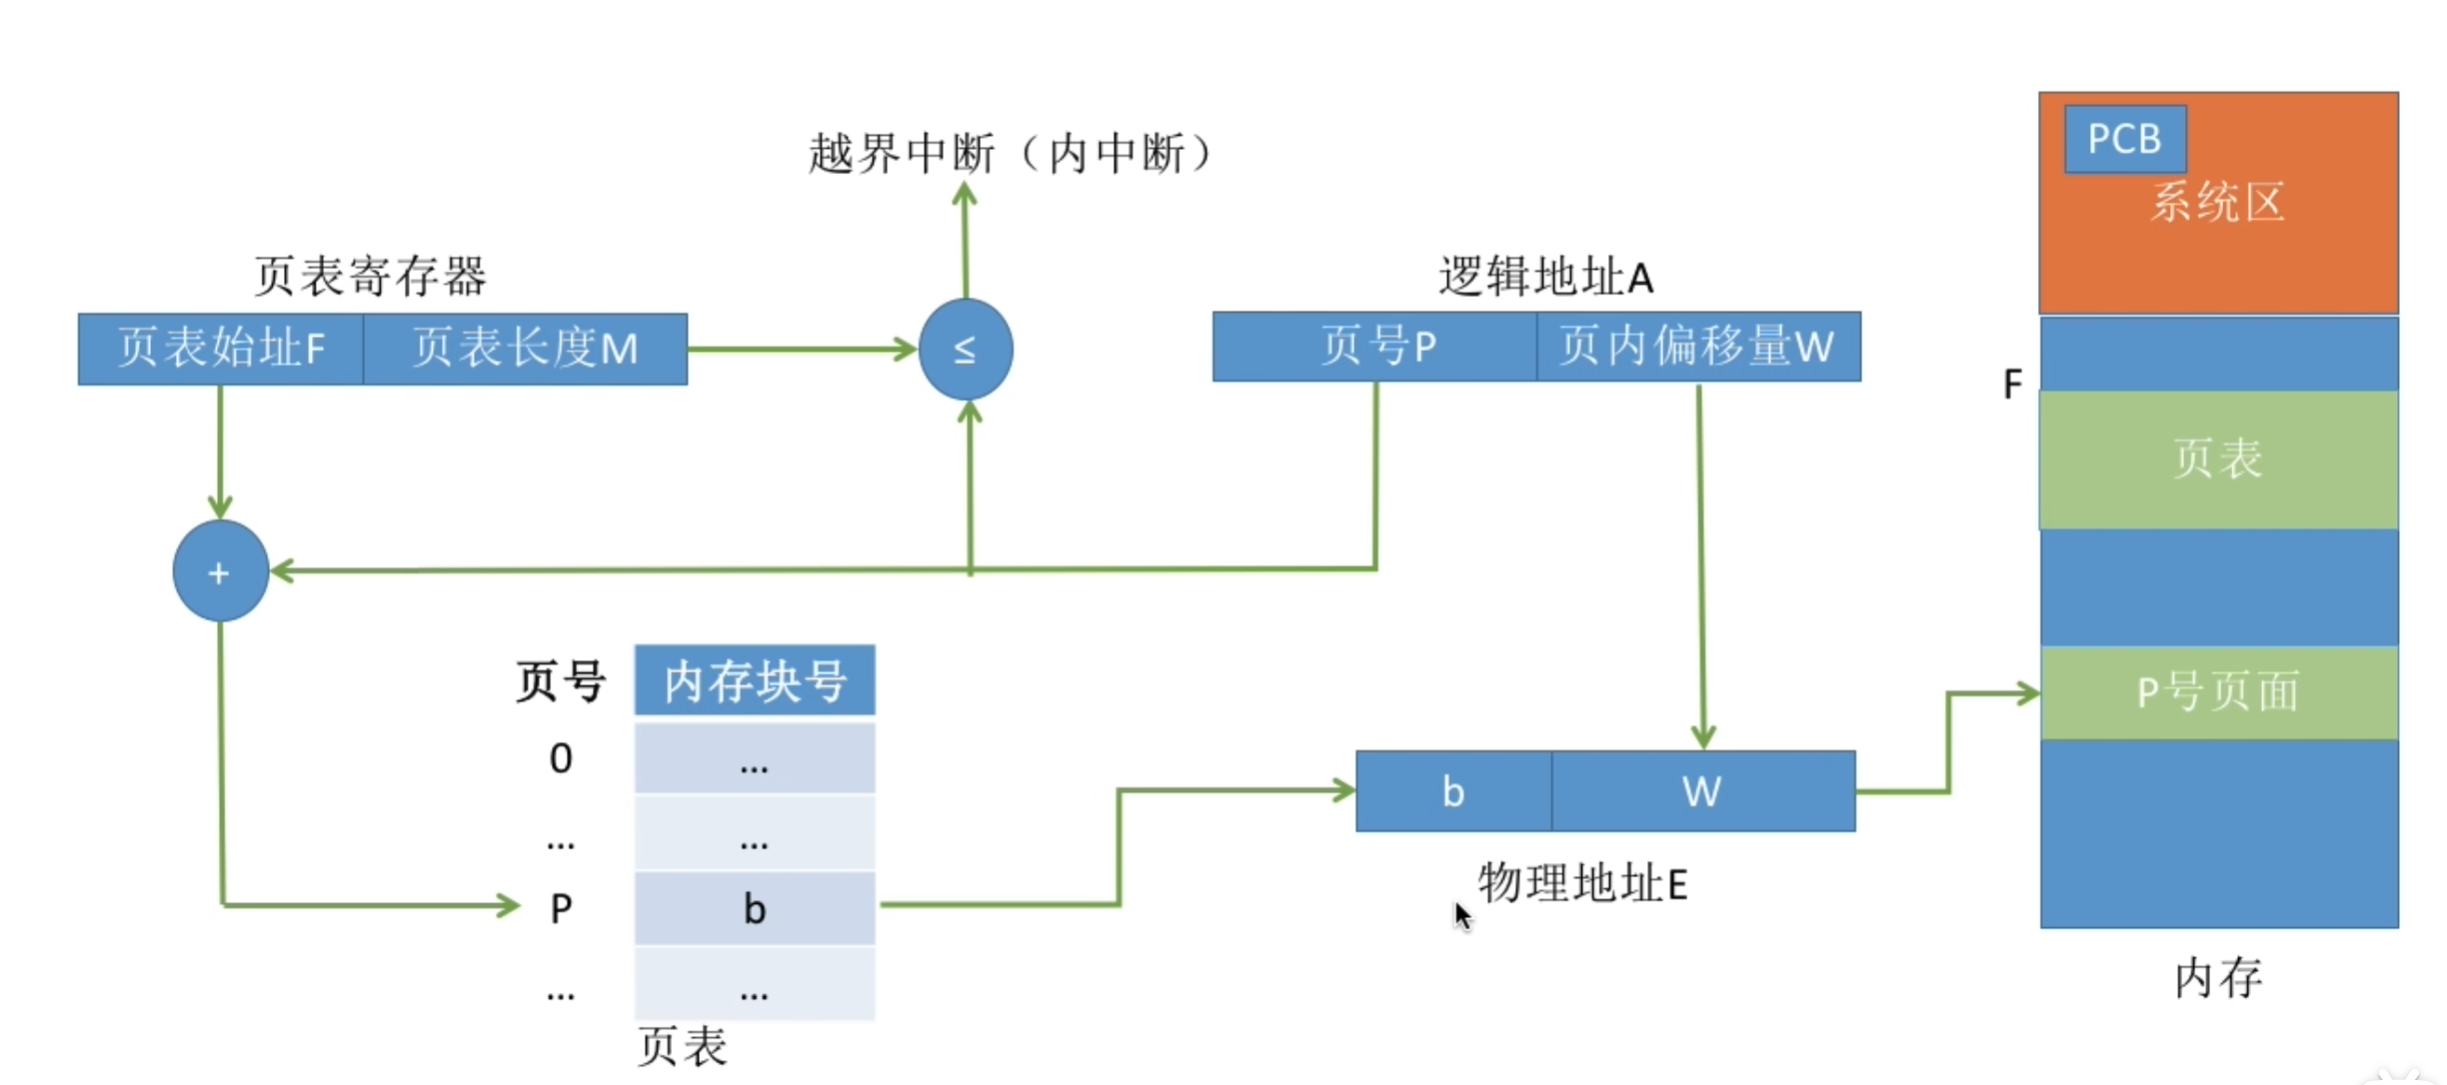 越界中断（内中断）
页表寄存器
页表始址F 页表长度M
≤
逻辑地址A
页号P 页内偏移量W
PCB
系统区
F
页表
P号页面
内存
+
页号 内存块号
0 ...
... ...
P b
... ...
页表
b W
物理地址E